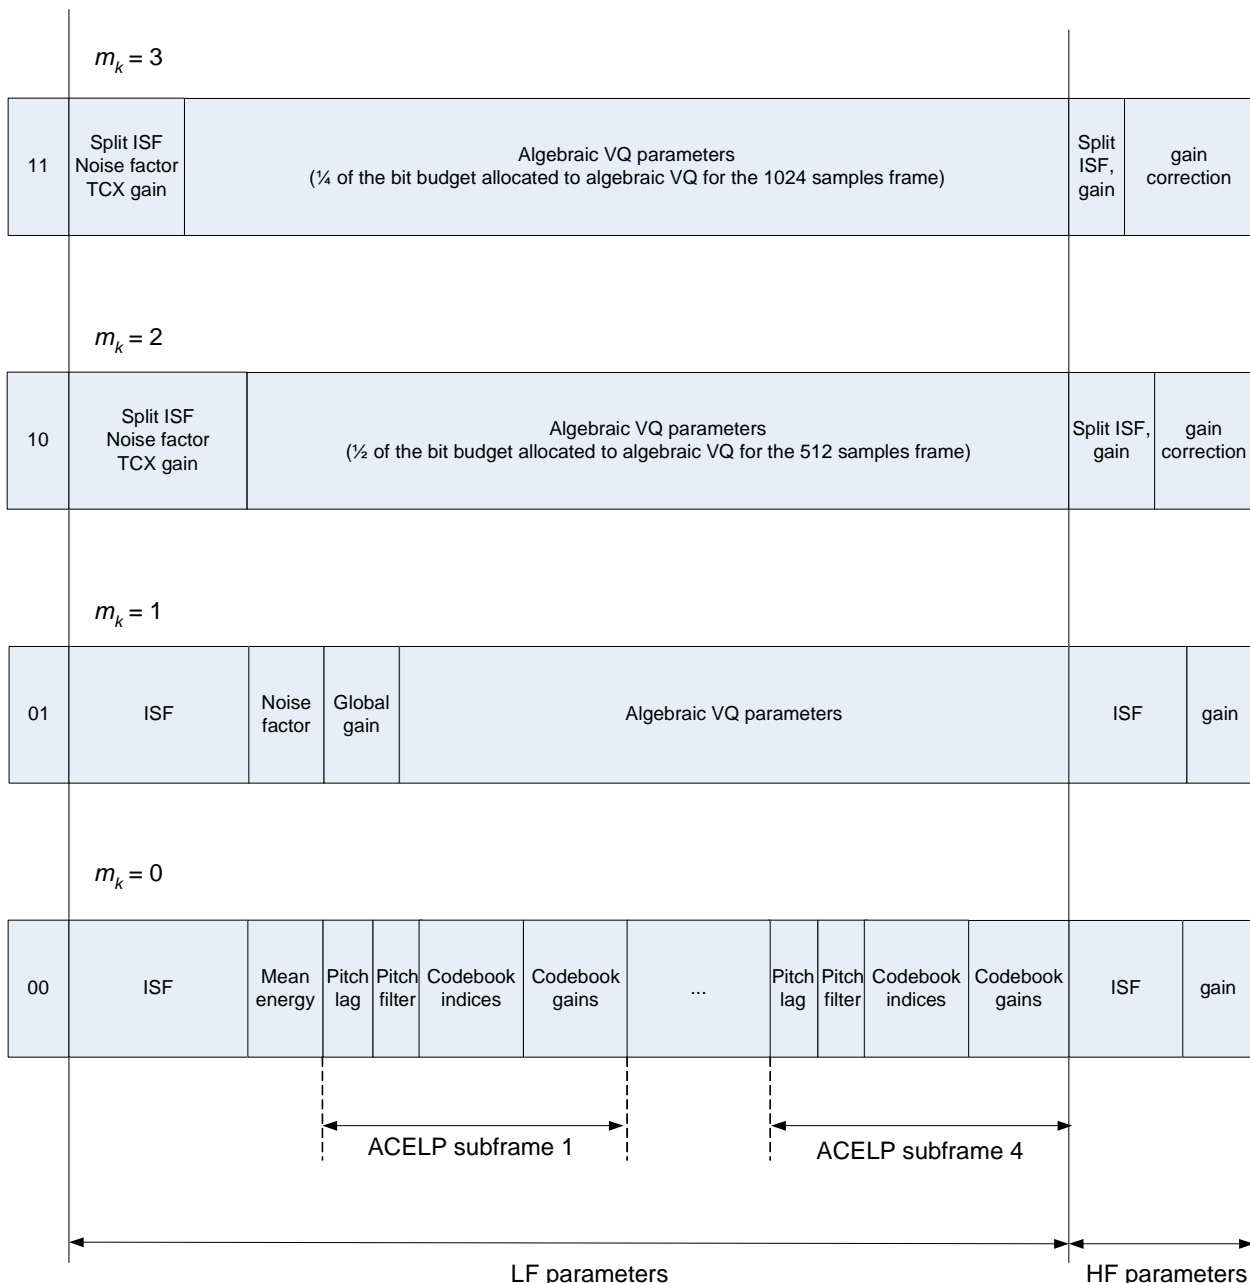 m_k = 3
11
Split ISF
Noise factor
TCX gain
Algebraic VQ parameters
(¼ of the bit budget allocated to algebraic VQ for the 1024 samples frame)
Split
ISF,
gain
gain
correction
m_k = 2
10
Split ISF
Noise factor
TCX gain
Algebraic VQ parameters
(½ of the bit budget allocated to algebraic VQ for the 512 samples frame)
Split ISF,
gain
gain
correction
m_k = 1
01
ISF
Noise
factor
Global
gain
Algebraic VQ parameters
ISF
gain
m_k = 0
00
ISF
Mean
energy
Pitch
lag
Pitch
filter
Codebook
indices
Codebook
gains
...
Pitch
lag
Pitch
filter
Codebook
indices
Codebook
gains
ISF
gain
ACELP subframe 1
ACELP subframe 4
LF parameters
HF parameters